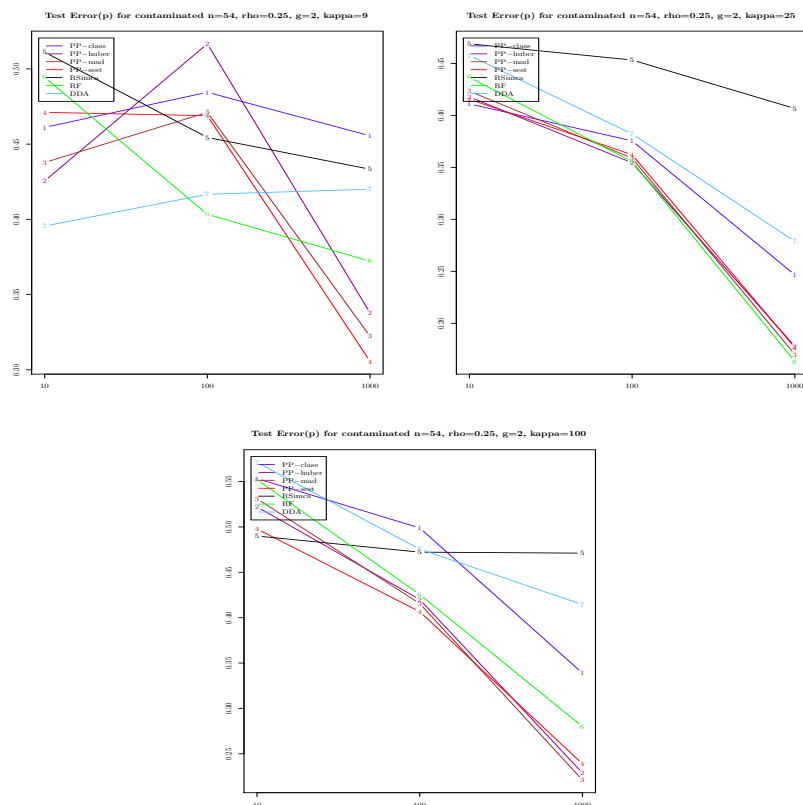 Test Error(p) for contaminated n=54, rho=0.25, g=2, kappa=9
PP−class
PP−huber
PP−mad
PP−sest
RSimca
RF
DDA
0.50
0.45
0.40
0.35
0.30
10
100
1000
Test Error(p) for contaminated n=54, rho=0.25, g=2, kappa=25
PP−class
PP−huber
PP−mad
PP−sest
RSimca
RF
DDA
0.45
0.40
0.35
0.30
0.25
0.20
10
100
1000
Test Error(p) for contaminated n=54, rho=0.25, g=2, kappa=100
PP−class
PP−huber
PP−mad
PP−sest
RSimca
RF
DDA
0.55
0.50
0.45
0.40
0.35
0.30
0.25
10
100
1000